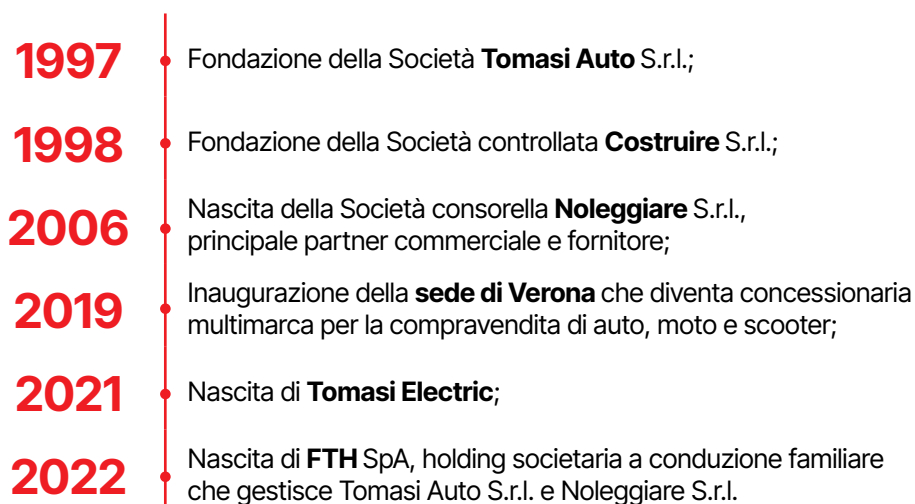 1997
Fondazione della Società Tomasi Auto S.r.l.;
1998
Fondazione della Società controllata Costruire S.r.l.;
2006
Nascita della Società consorella Noleggiare S.r.l.,
principale partner commerciale e fornitore;
2019
Inaugurazione della sede di Verona che diventa concessionaria
multimarca per la compravendita di auto, moto e scooter;
2021
Nascita di Tomasi Electric;
2022
Nascita di FTH SpA, holding societaria a conduzione familiare
che gestisce Tomasi Auto S.r.l. e Noleggiare S.r.l.